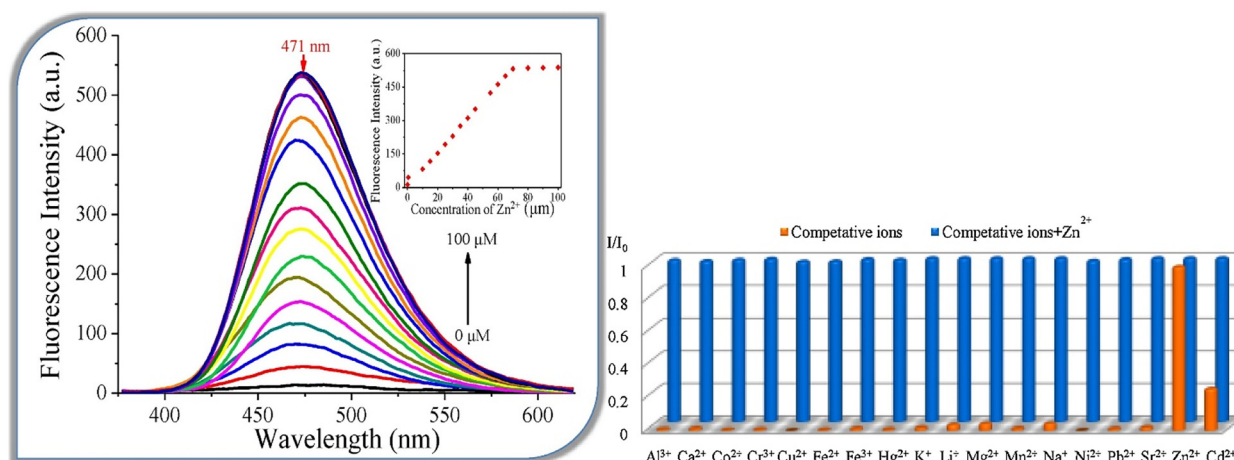 600
500
400
300
200
100
0
Fluorescence Intensity (a.u.)
471 nm
400
450
500
550
600
Wavelength (nm)
600
450
300
150
0
Fluorescence Intensity (a.u.)
0 20 40 60 80 100
Concentration of Zn²⁺ (μm)
100 μM
0 μM
Competative ions Competative ions+Zn²⁺
I/I₀
1
0.8
0.6
0.4
0.2
0
Al³⁺ Ca²⁺ Co²⁺ Cr³⁺ Cu²⁺ Fe²⁺ Fe³⁺ Hg²⁺ K⁺ Li⁺ Mg²⁺ Mn²⁺ Na⁺ Ni²⁺ Pb²⁺ Sr²⁺ Zn²⁺ Cd²⁺